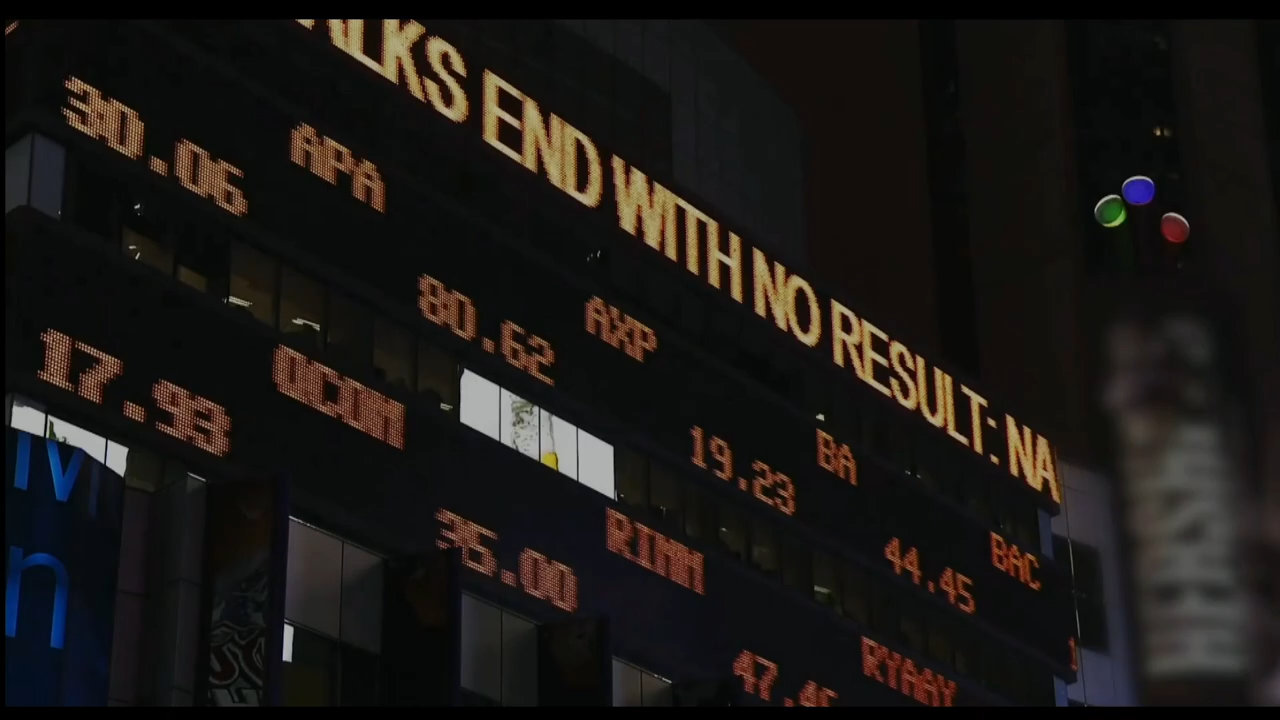 ALKS END WITH NO RESULT: NA
30.06 APA
80.62 AXP
19.23 BA
44.45 BAC
17.93 QCOM
35.00 RIMM
RYAAY